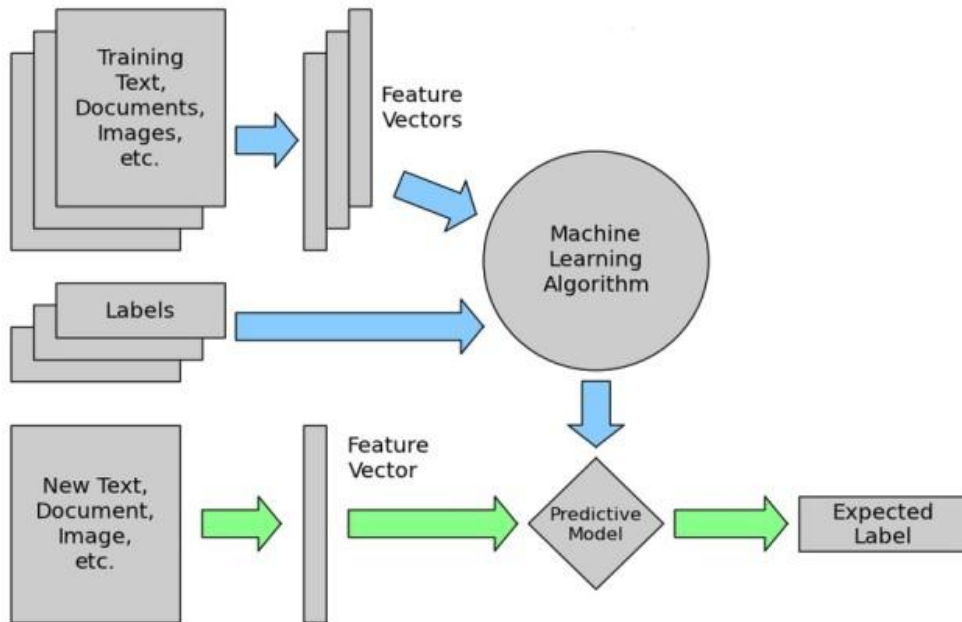 Training
Text,
Documents,
Images,
etc.
Feature
Vectors
Machine
Learning
Algorithm
Labels
New Text,
Document,
Image,
etc.
Feature
Vector
Predictive
Model
Expected
Label